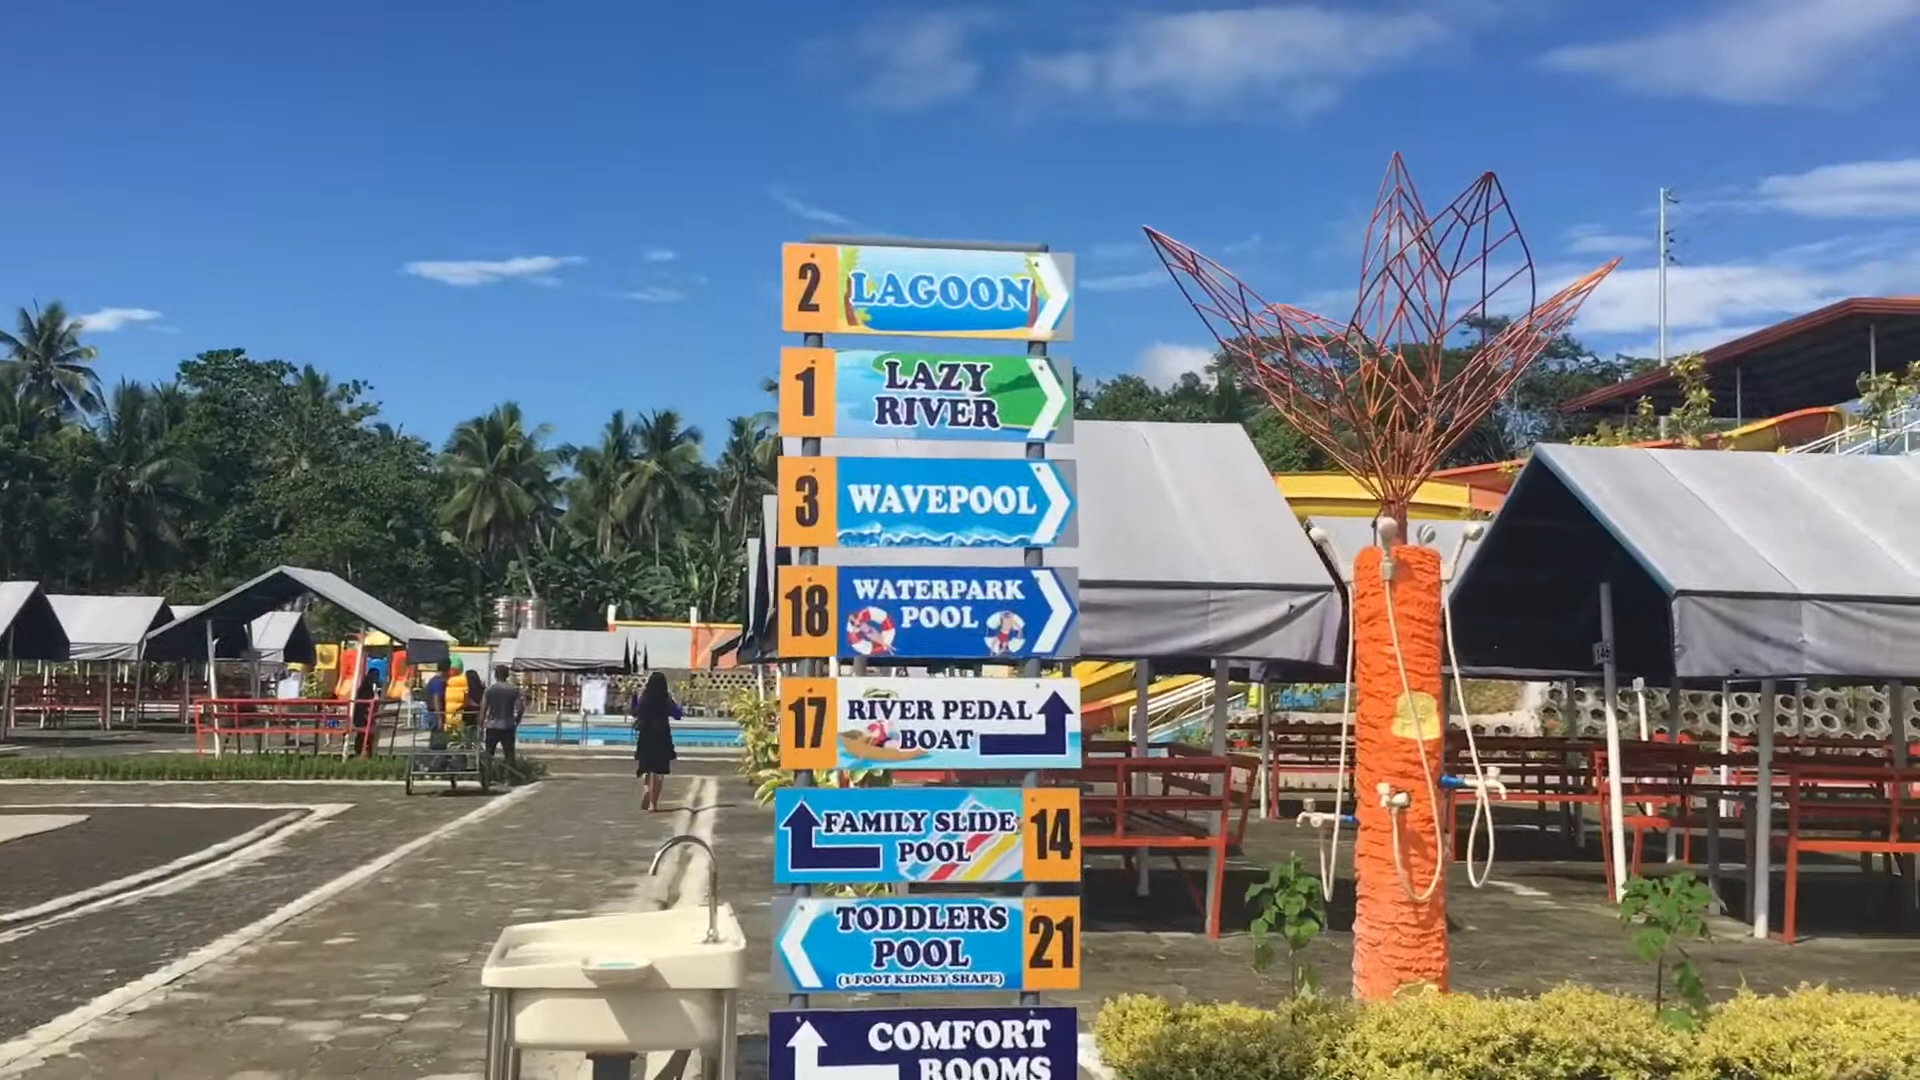 2 LAGOON
1 LAZY
RIVER
3 WAVEPOOL
18 WATERPARK
POOL
17 RIVER PEDAL
BOAT
FAMILY SLIDE 14
POOL
TODDLERS 21
POOL
(1 FOOT KIDNEY SHAPE)
COMFORT
ROOMS